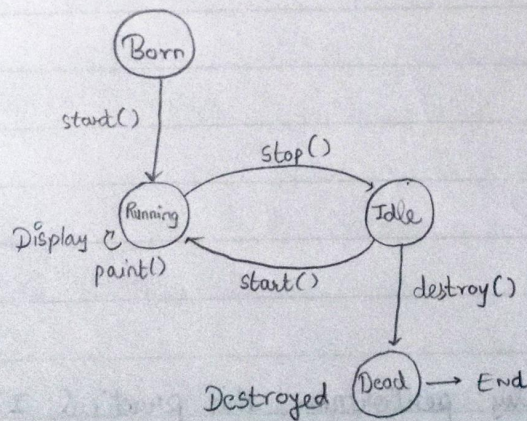 Born
start()
stop()
Running
Idle
Display
paint()
start()
destroy()
Dead
END
Destroyed